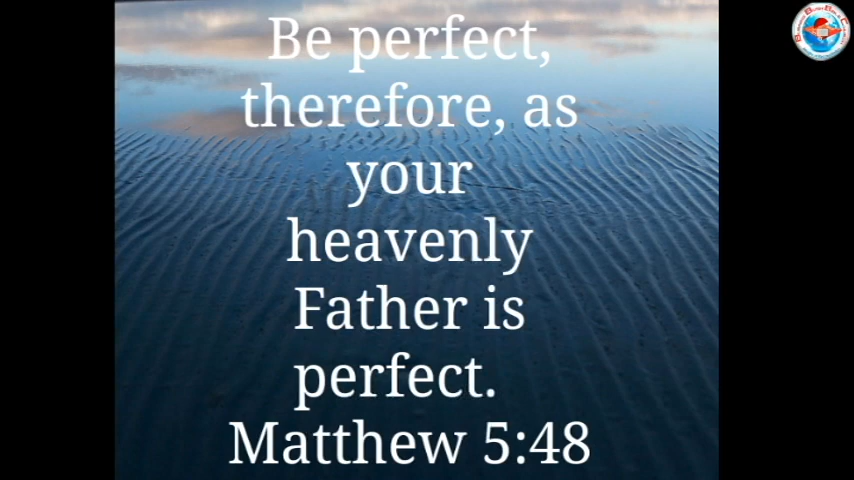 Be perfect,
therefore, as
your
heavenly
Father is
perfect.
Matthew 5:48